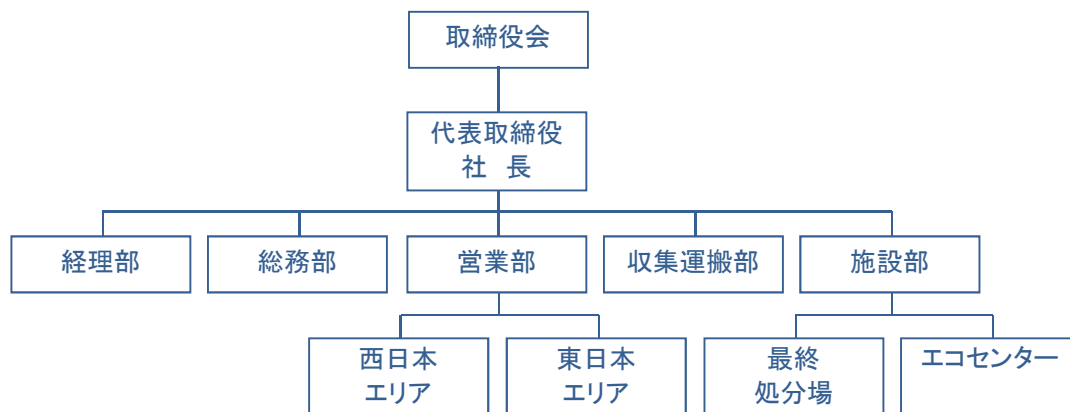 取締役会
代表取締役
社　長
経理部
総務部
営業部
収集運搬部
施設部
西日本
エリア
東日本
エリア
最終
処分場
エコセンター